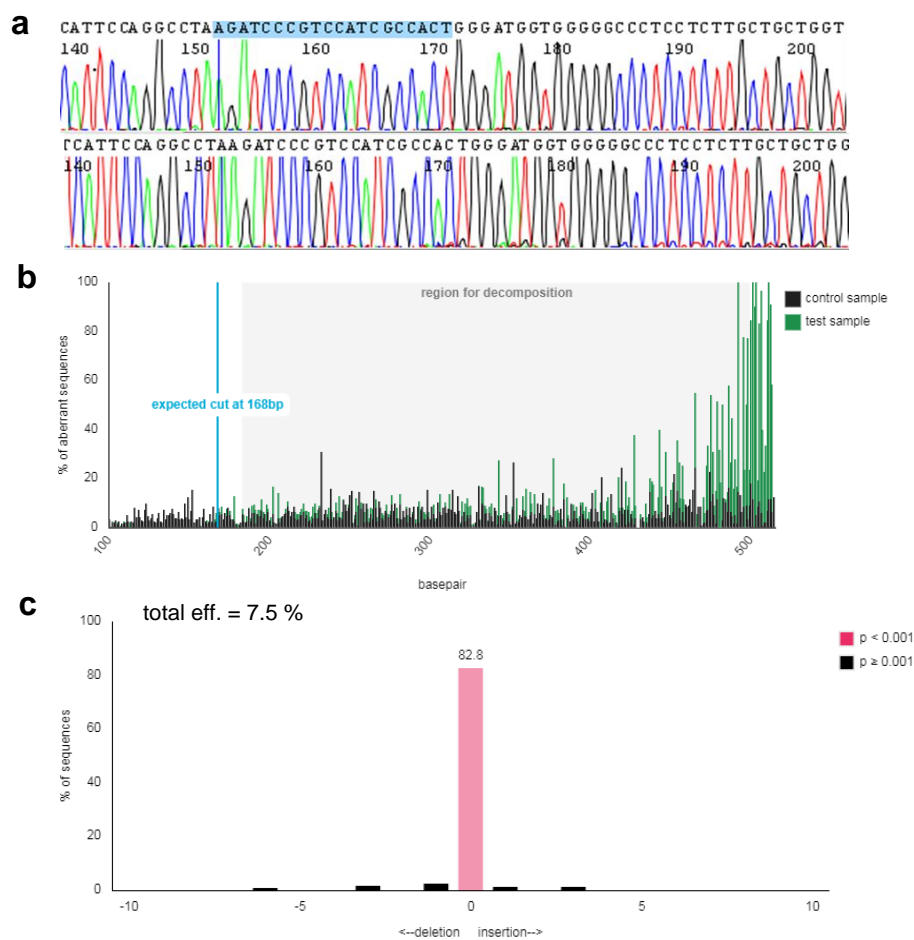 a
CATTCCAGGCCTAAGATCCCGTCCATCGCCACTGGGATGGTGGGGGCCCTCCTCTTGCTGCTGGT
140 150 160 170 180 190 200
CCATTCCAGGCCTAAGATCCCGTCCATCGCCACTGGGATGGTGGGGGCCCTCCTCTTGCTGCTGG
140 150 160 170 180 190 200
b
100
80
60
40
20
0
% of aberrant sequences
region for decomposition
expected cut at 168bp
control sample
test sample
100 200 300 400 500
basepair
c
total eff. = 7.5 %
100
80
60
40
20
0
% of sequences
82.8
p < 0.001
p ≥ 0.001
-10 -5 0 5 10
<--deletion insertion-->